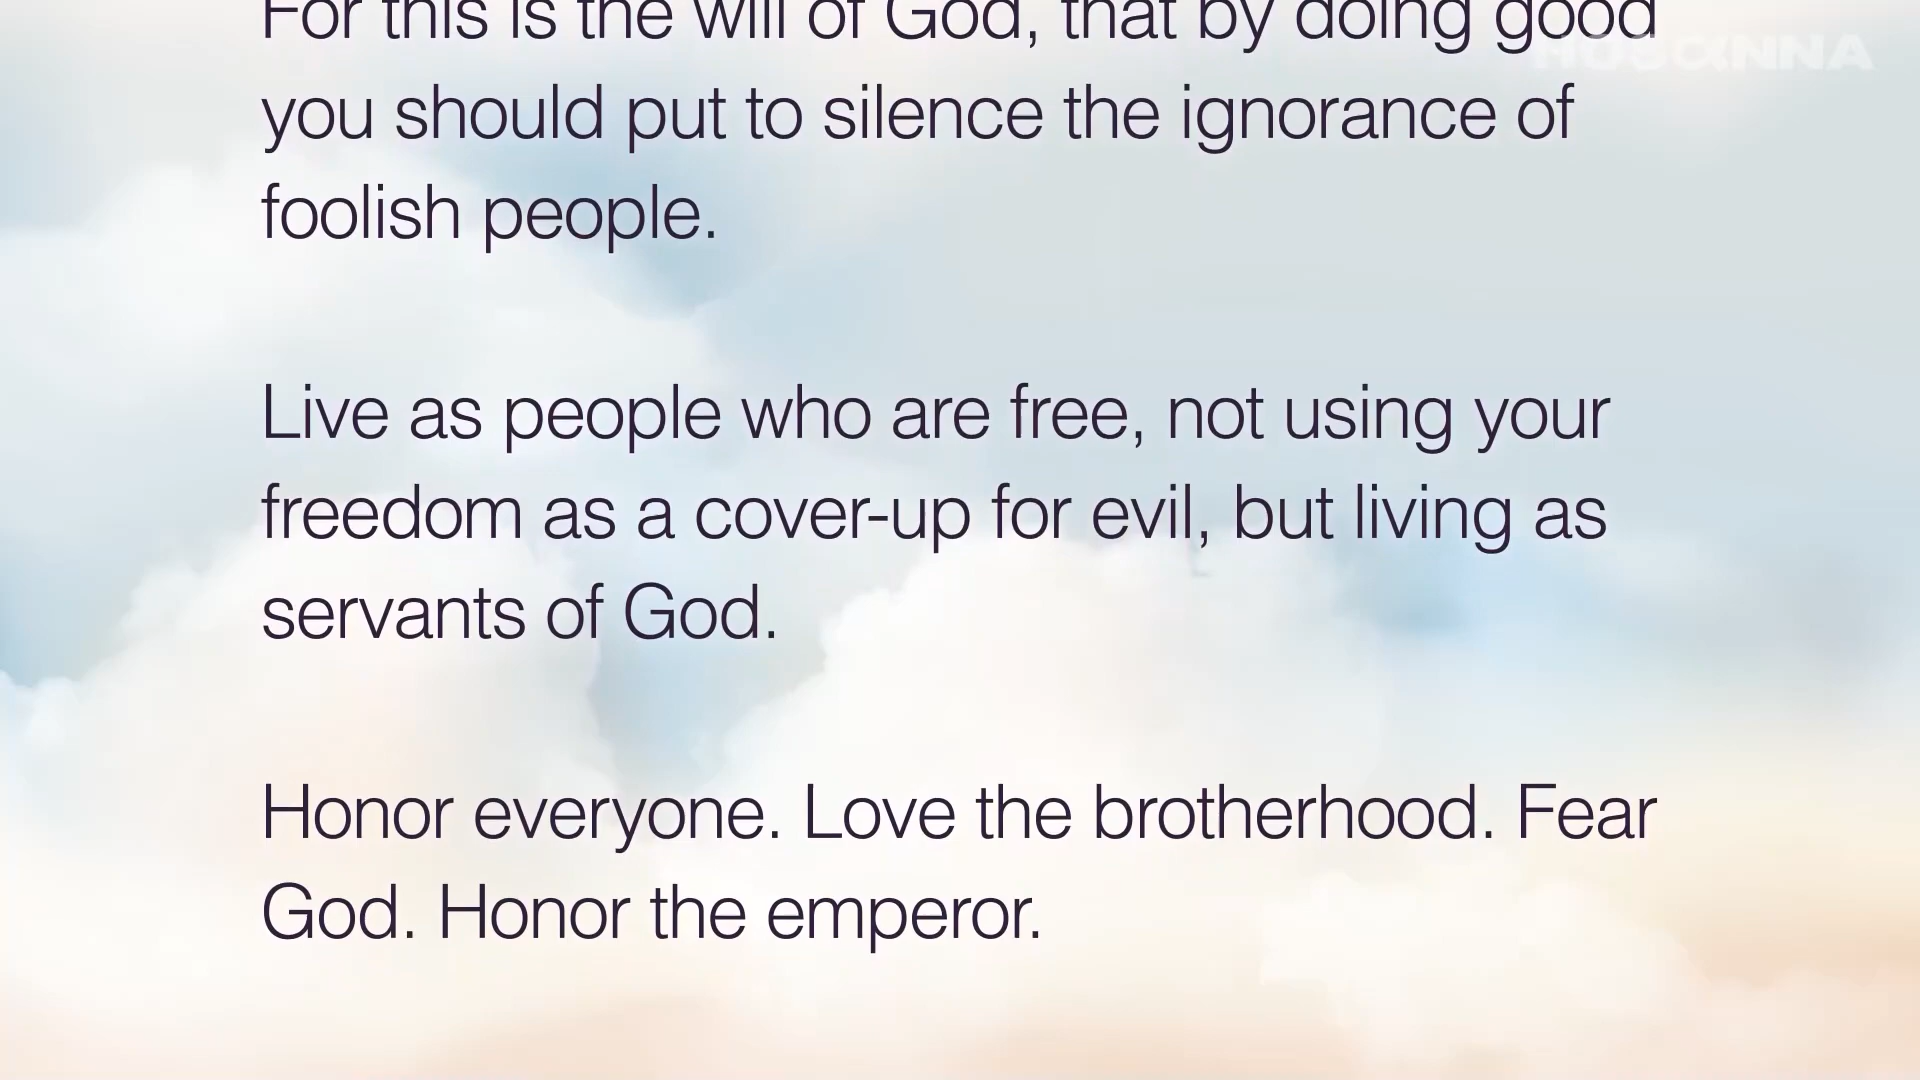 For this is the will of God, that by doing good
HOSANNA
you should put to silence the ignorance of
foolish people.
Live as people who are free, not using your
freedom as a cover-up for evil, but living as
servants of God.
Honor everyone. Love the brotherhood. Fear
God. Honor the emperor.